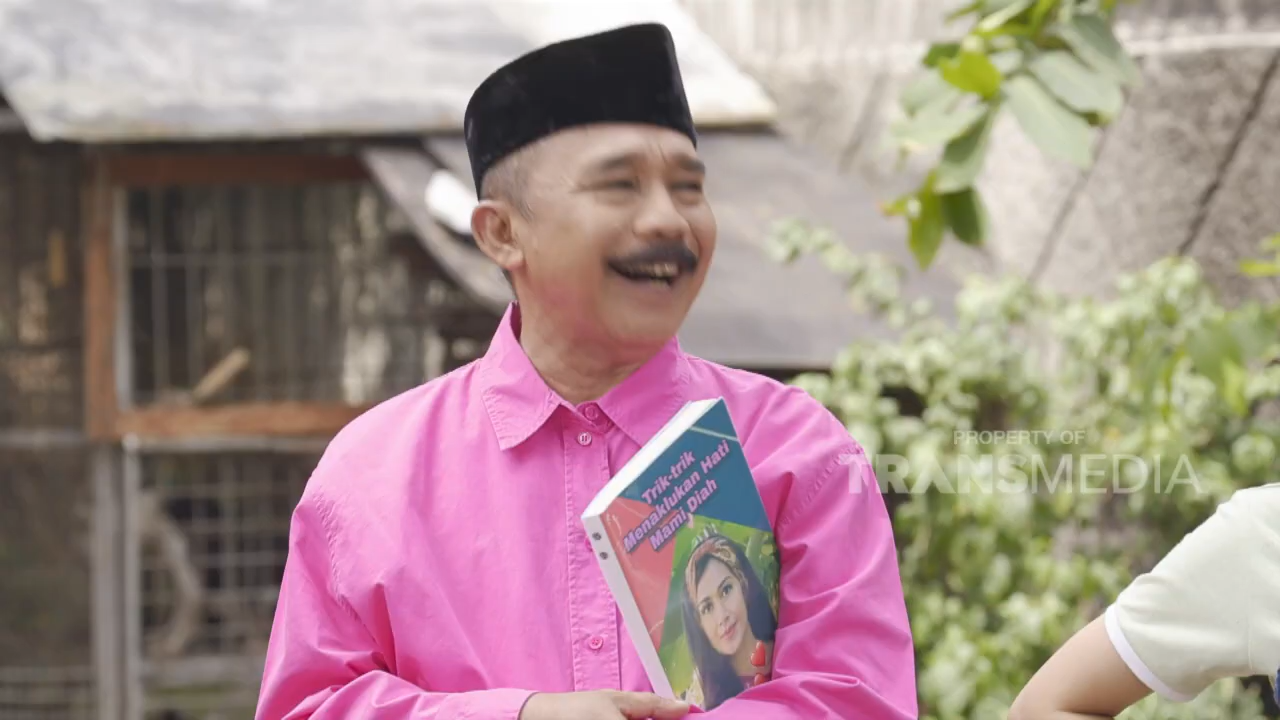 Trik-trik
Menaklukan Hati
Mami Diah
PROPERTY OF
TRANSMEDIA